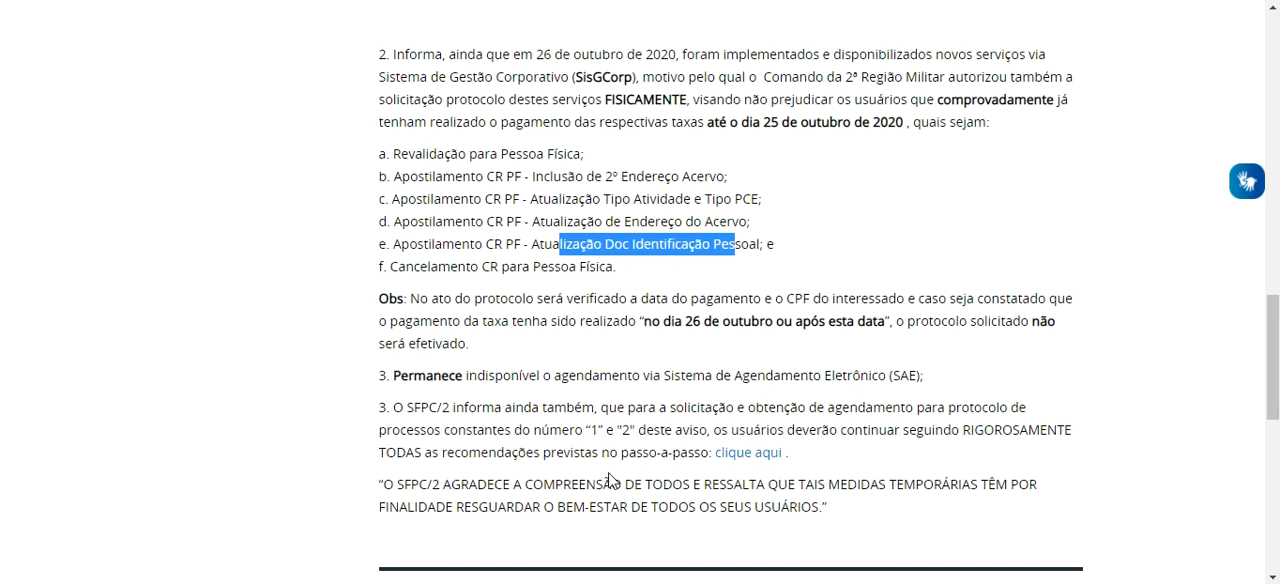 2. Informa, ainda que em 26 de outubro de 2020, foram implementados e disponibilizados novos serviços via
Sistema de Gestão Corporativo (SisGCorp), motivo pelo qual o  Comando da 2ª Região Militar autorizou também a
solicitação protocolo destes serviços FISICAMENTE, visando não prejudicar os usuários que comprovadamente já
tenham realizado o pagamento das respectivas taxas até o dia 25 de outubro de 2020 , quais sejam:
a. Revalidação para Pessoa Física;
b. Apostilamento CR PF - Inclusão de 2º Endereço Acervo;
c. Apostilamento CR PF - Atualização Tipo Atividade e Tipo PCE;
d. Apostilamento CR PF - Atualização de Endereço do Acervo;
e. Apostilamento CR PF - Atualização Doc Identificação Pessoal; e
f. Cancelamento CR para Pessoa Física.
Obs: No ato do protocolo será verificado a data do pagamento e o CPF do interessado e caso seja constatado que
o pagamento da taxa tenha sido realizado “no dia 26 de outubro ou após esta data”, o protocolo solicitado não
será efetivado.
3. Permanece indisponível o agendamento via Sistema de Agendamento Eletrônico (SAE);
3. O SFPC/2 informa ainda também, que para a solicitação e obtenção de agendamento para protocolo de
processos constantes do número “1” e "2" deste aviso, os usuários deverão continuar seguindo RIGOROSAMENTE
TODAS as recomendações previstas no passo-a-passo: clique aqui .
“O SFPC/2 AGRADECE A COMPREENSÃO DE TODOS E RESSALTA QUE TAIS MEDIDAS TEMPORÁRIAS TÊM POR
FINALIDADE RESGUARDAR O BEM-ESTAR DE TODOS OS SEUS USUÁRIOS.”